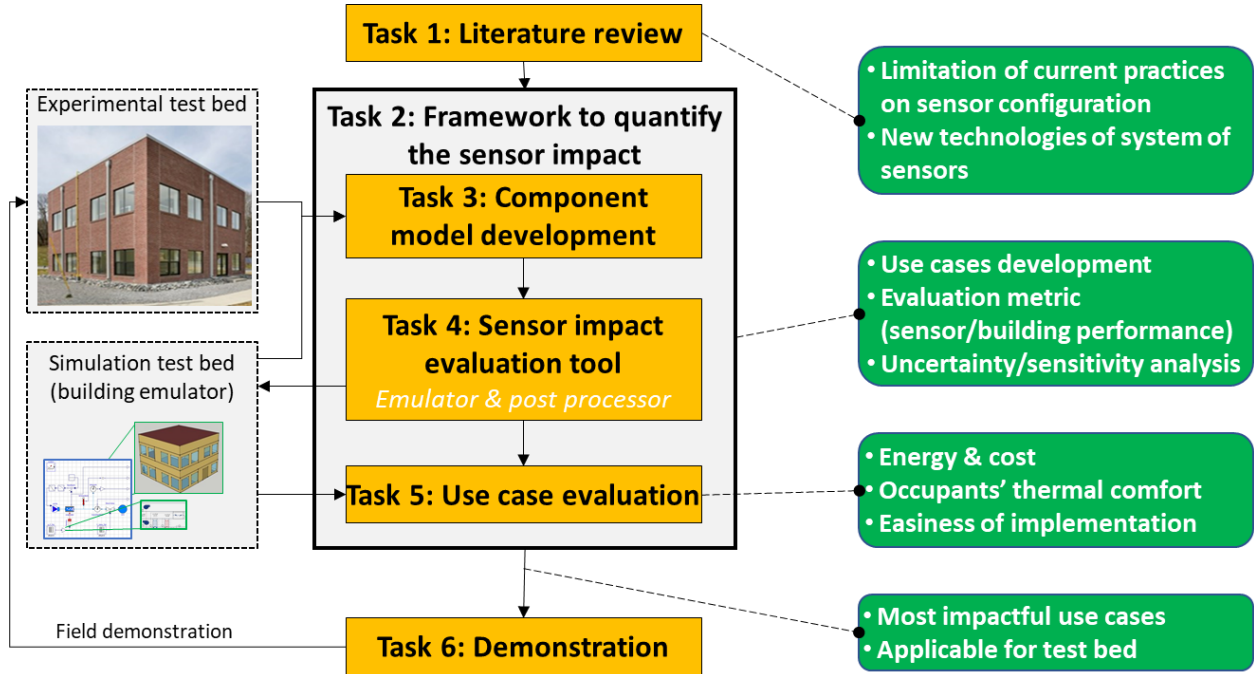 Task 1: Literature review
• Limitation of current practices
on sensor configuration
• New technologies of system of
sensors
Experimental test bed
Task 2: Framework to quantify
the sensor impact
Task 3: Component
model development
• Use cases development
• Evaluation metric
(sensor/building performance)
• Uncertainty/sensitivity analysis
Task 4: Sensor impact
evaluation tool
Emulator & post processor
Simulation test bed
(building emulator)
Task 5: Use case evaluation
• Energy & cost
• Occupants’ thermal comfort
• Easiness of implementation
Field demonstration
Task 6: Demonstration
• Most impactful use cases
• Applicable for test bed